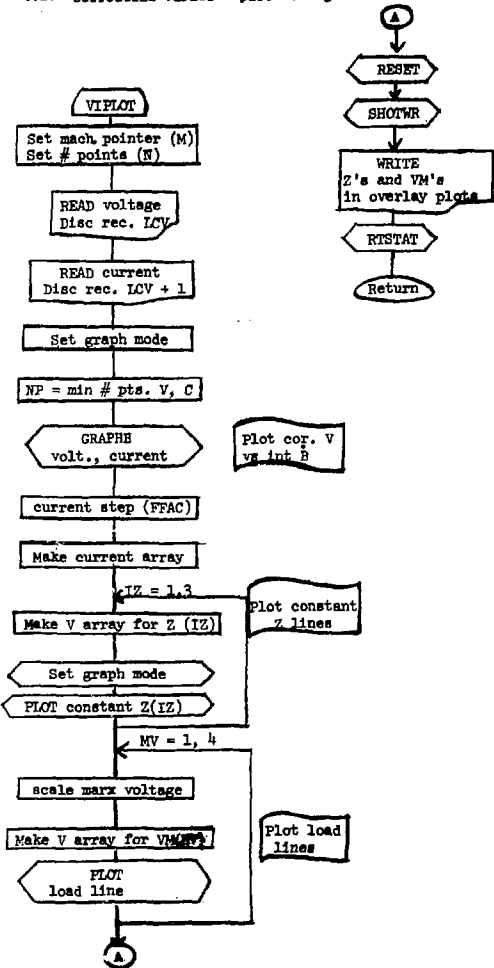 VIPLOT
Set mach. pointer (M)
Set # points (N)
READ voltage
Disc rec. LCV
READ current
Disc rec. LCV + 1
Set graph mode
NP = min # pts. V, C
GRAPHH
volt., current
Plot cor. V
vs int Ḃ
current step (FFAC)
Make current array
IZ = 1,3
Make V array for Z (IZ)
Plot constant
Z lines
Set graph mode
PLOT constant Z(IZ)
MV = 1, 4
scale marx voltage
Make V array for
Plot load
lines
PLOT
load line
A
A
RESET
SHOTWR
WRITE
Z's and VM's
in overlay plots
RTSTAT
Return